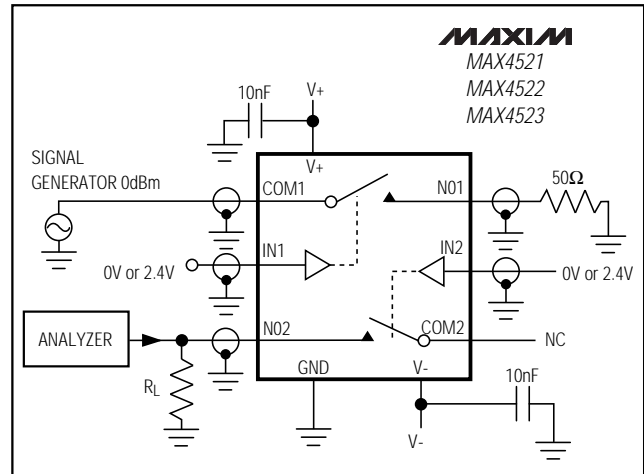 MAXIM
MAX4521
MAX4522
MAX4523
10nF
V+
V+
SIGNAL
GENERATOR 0dBm
COM1
N01
50Ω
IN1
IN2
0V or 2.4V
0V or 2.4V
ANALYZER
N02
COM2
NC
RL
GND
V-
10nF
V-